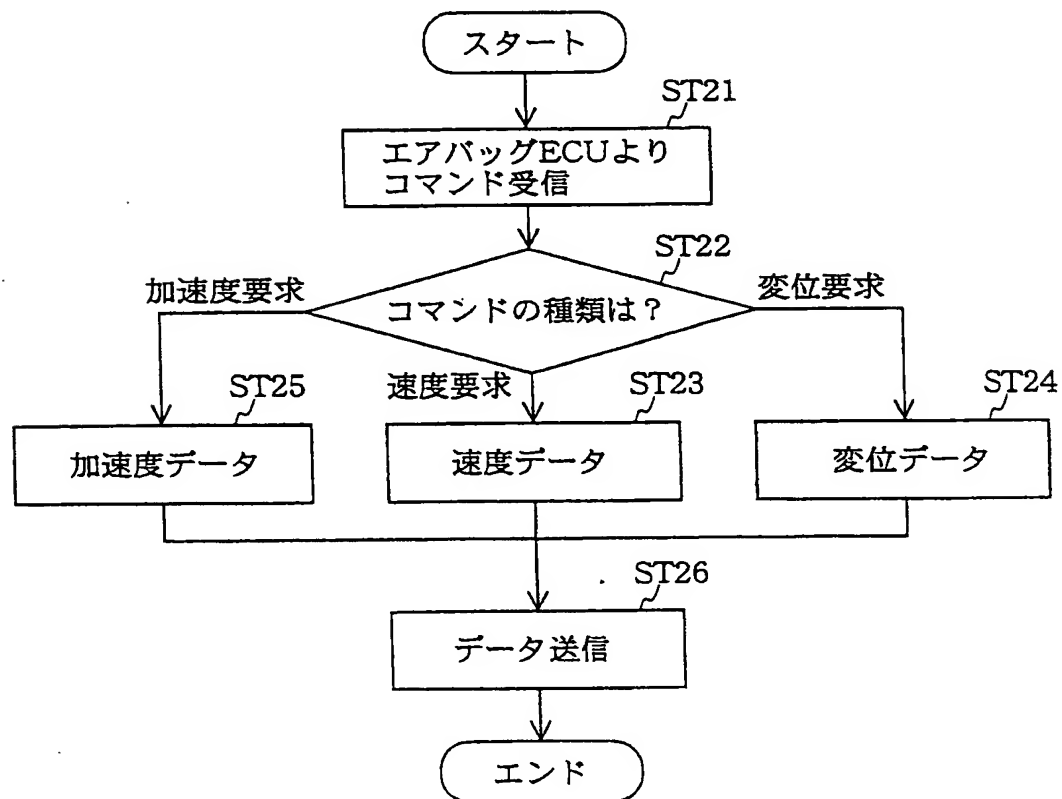 スタート
ST21
エアバッグECUより
コマンド受信
ST22
加速度要求
コマンドの種類は?
変位要求
速度要求
ST25
ST23
ST24
加速度データ
速度データ
変位データ
ST26
データ送信
エンド